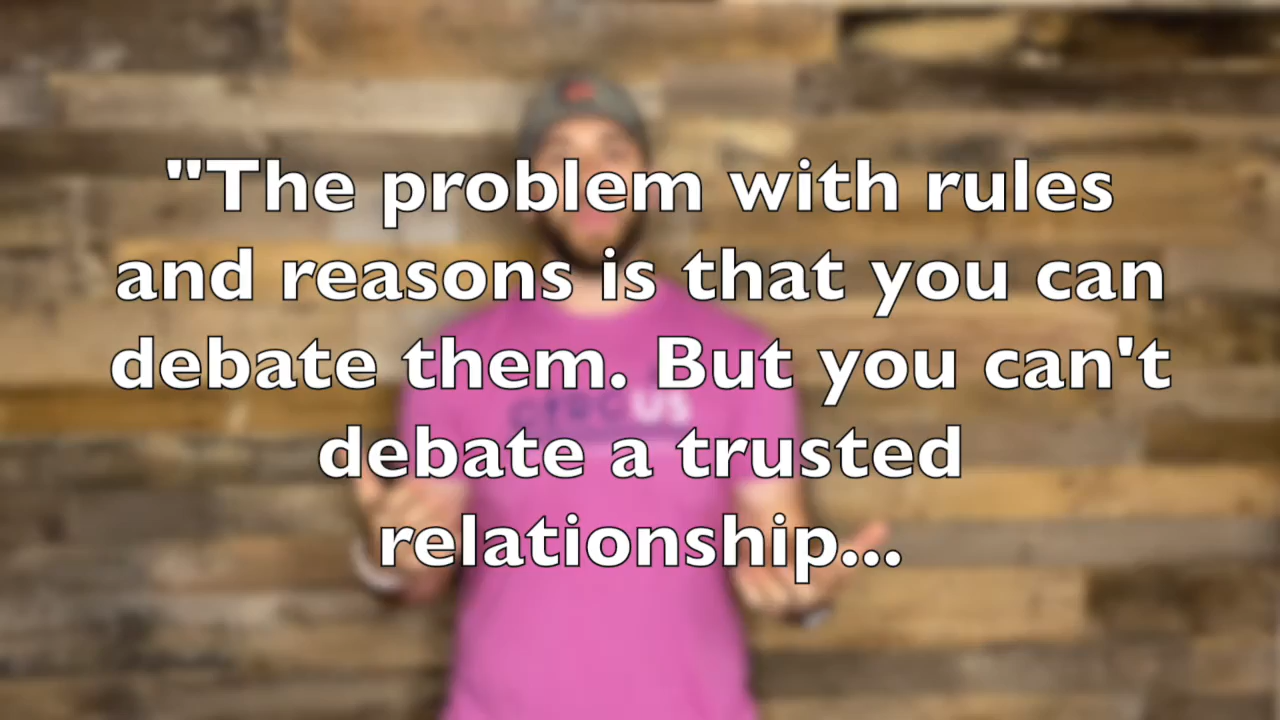 "The problem with rules
and reasons is that you can
debate them. But you can't
debate a trusted
relationship...